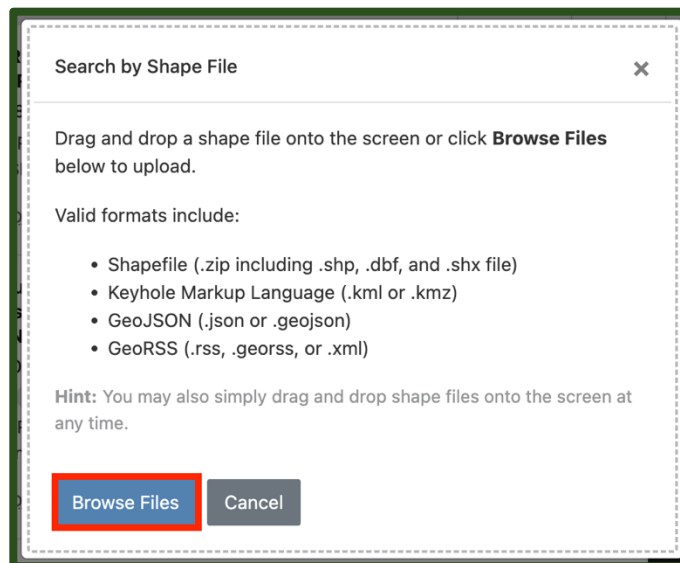 Search by Shape File
×
Drag and drop a shape file onto the screen or click Browse Files
below to upload.
Valid formats include:
• Shapefile (.zip including .shp, .dbf, and .shx file)
• Keyhole Markup Language (.kml or .kmz)
• GeoJSON (.json or .geojson)
• GeoRSS (.rss, .georss, or .xml)
Hint: You may also simply drag and drop shape files onto the screen at
any time.
Browse Files Cancel